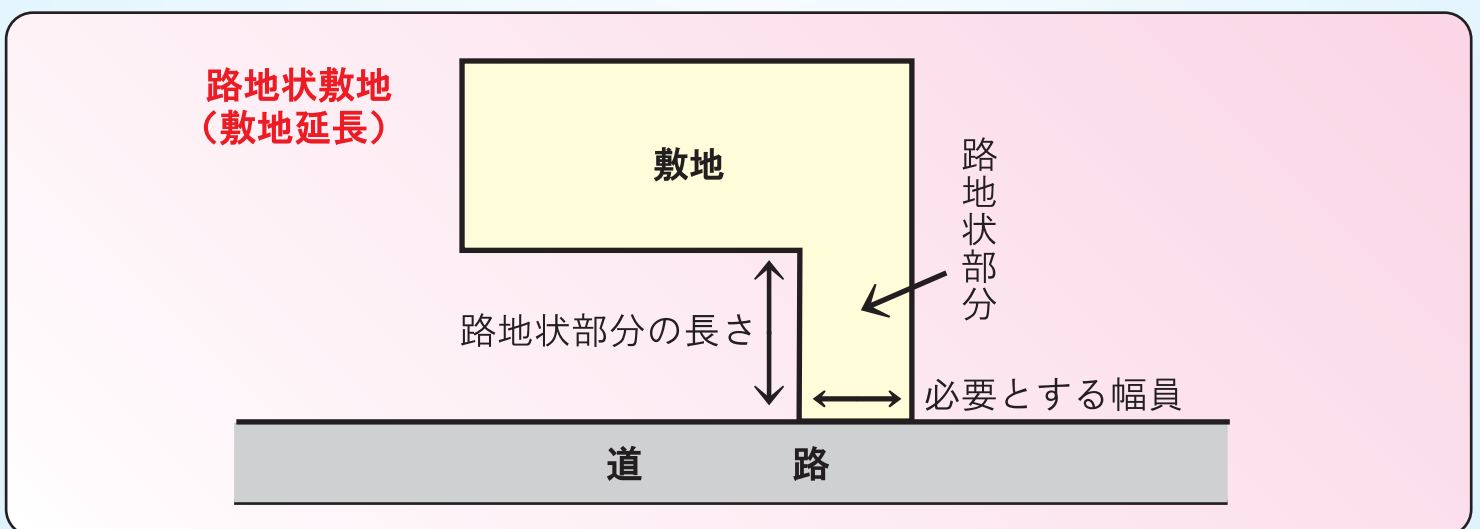 路地状敷地
（敷地延長）
敷地
路地状部分
路地状部分の長さ
必要とする幅員
道　　　路